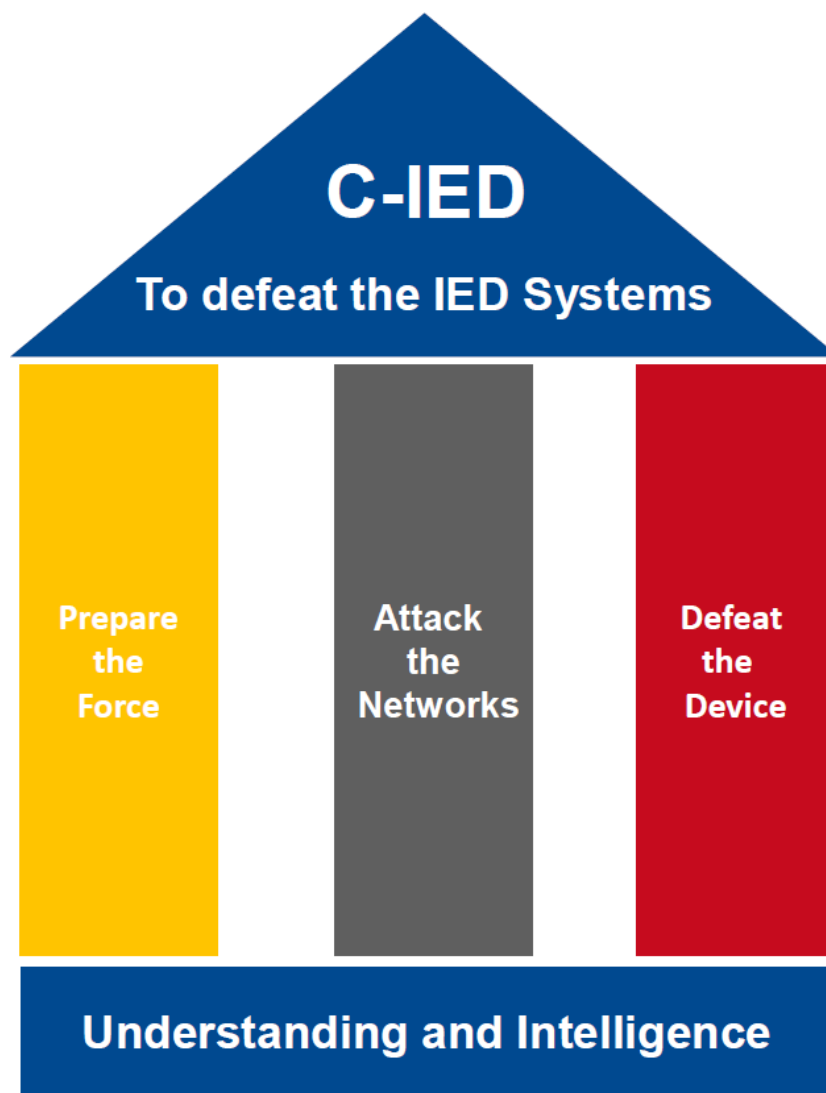 C-IED
To defeat the IED Systems
Prepare
the
Force
Attack
the
Networks
Defeat
the
Device
Understanding and Intelligence